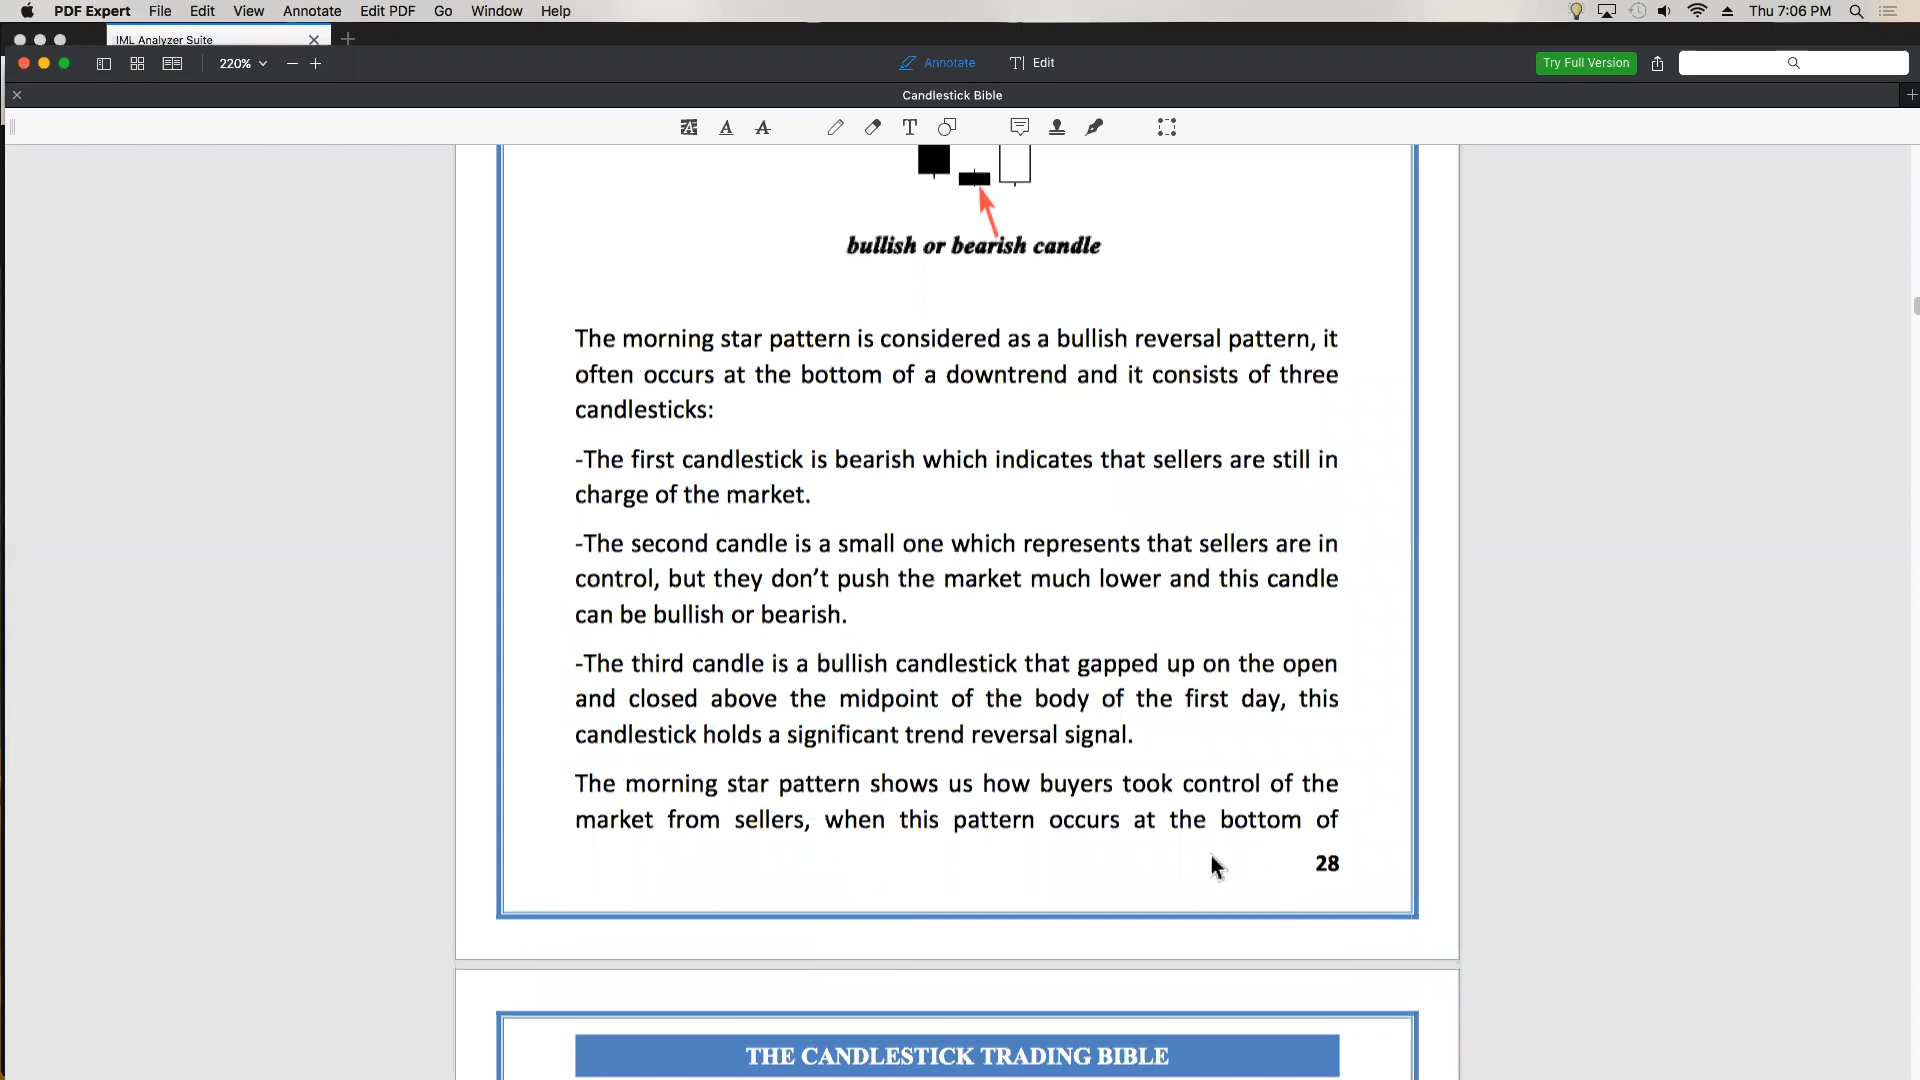 PDF Expert File Edit View Annotate Edit PDF Go Window Help Thu 7:06 PM
IML Analyzer Suite
220% Annotate T Edit Try Full Version
Candlestick Bible
A A A T
bullish or bearish candle
The morning star pattern is considered as a bullish reversal pattern, it
often occurs at the bottom of a downtrend and it consists of three
candlesticks:
-The first candlestick is bearish which indicates that sellers are still in
charge of the market.
-The second candle is a small one which represents that sellers are in
control, but they don’t push the market much lower and this candle
can be bullish or bearish.
-The third candle is a bullish candlestick that gapped up on the open
and closed above the midpoint of the body of the first day, this
candlestick holds a significant trend reversal signal.
The morning star pattern shows us how buyers took control of the
market from sellers, when this pattern occurs at the bottom of
28
THE CANDLESTICK TRADING BIBLE